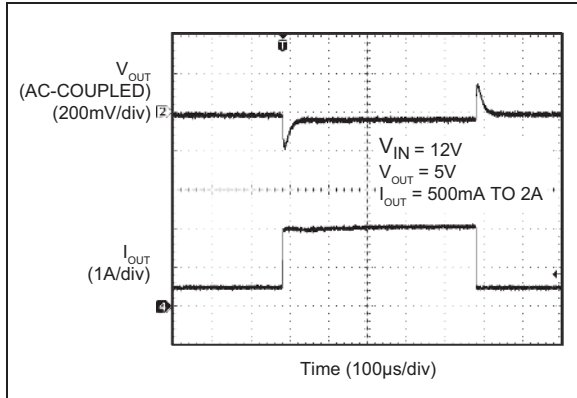 T
V_OUT
(AC-COUPLED)
(200mV/div)
2
V_IN = 12V
V_OUT = 5V
I_OUT = 500mA TO 2A
I_OUT
(1A/div)
4
Time (100μs/div)